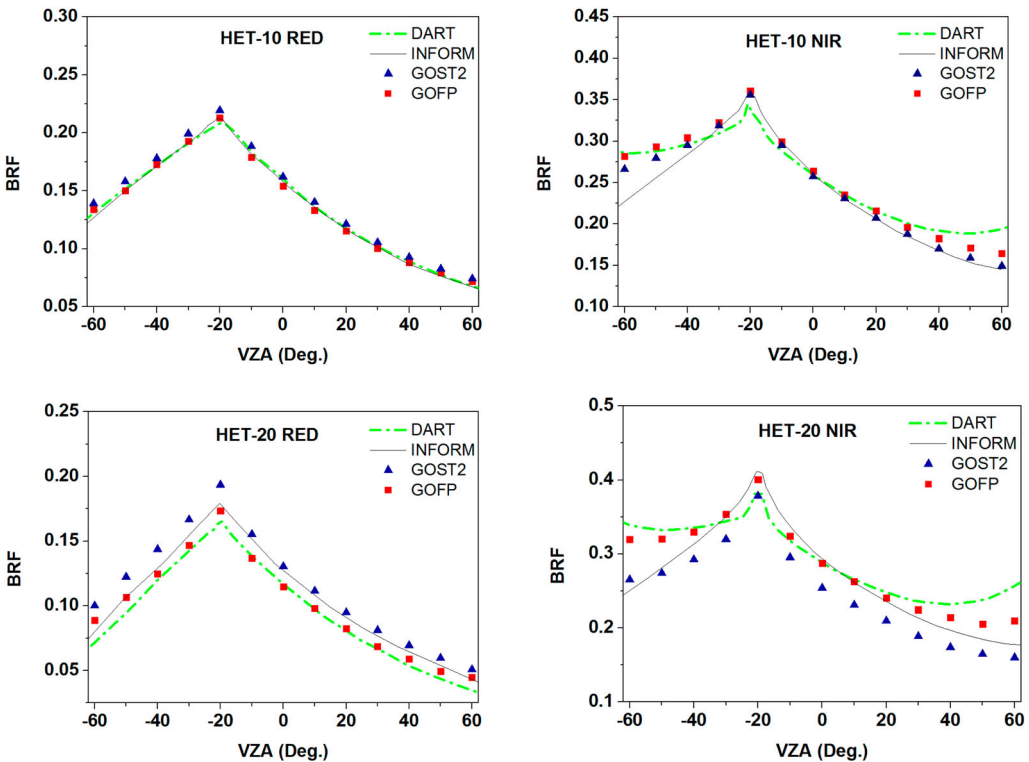 HET-10 RED
DART
INFORM
GOST2
GOFP
0.30
0.25
0.20
0.15
0.10
0.05
BRF
-60 -40 -20 0 20 40 60
VZA (Deg.)
HET-10 NIR
DART
INFORM
GOST2
GOFP
0.45
0.40
0.35
0.30
0.25
0.20
0.15
0.10
BRF
-60 -40 -20 0 20 40 60
VZA (Deg.)
HET-20 RED
DART
INFORM
GOST2
GOFP
0.25
0.20
0.15
0.10
0.05
BRF
-60 -40 -20 0 20 40 60
VZA (Deg.)
HET-20 NIR
DART
INFORM
GOST2
GOFP
0.5
0.4
0.3
0.2
0.1
BRF
-60 -40 -20 0 20 40 60
VZA (Deg.)